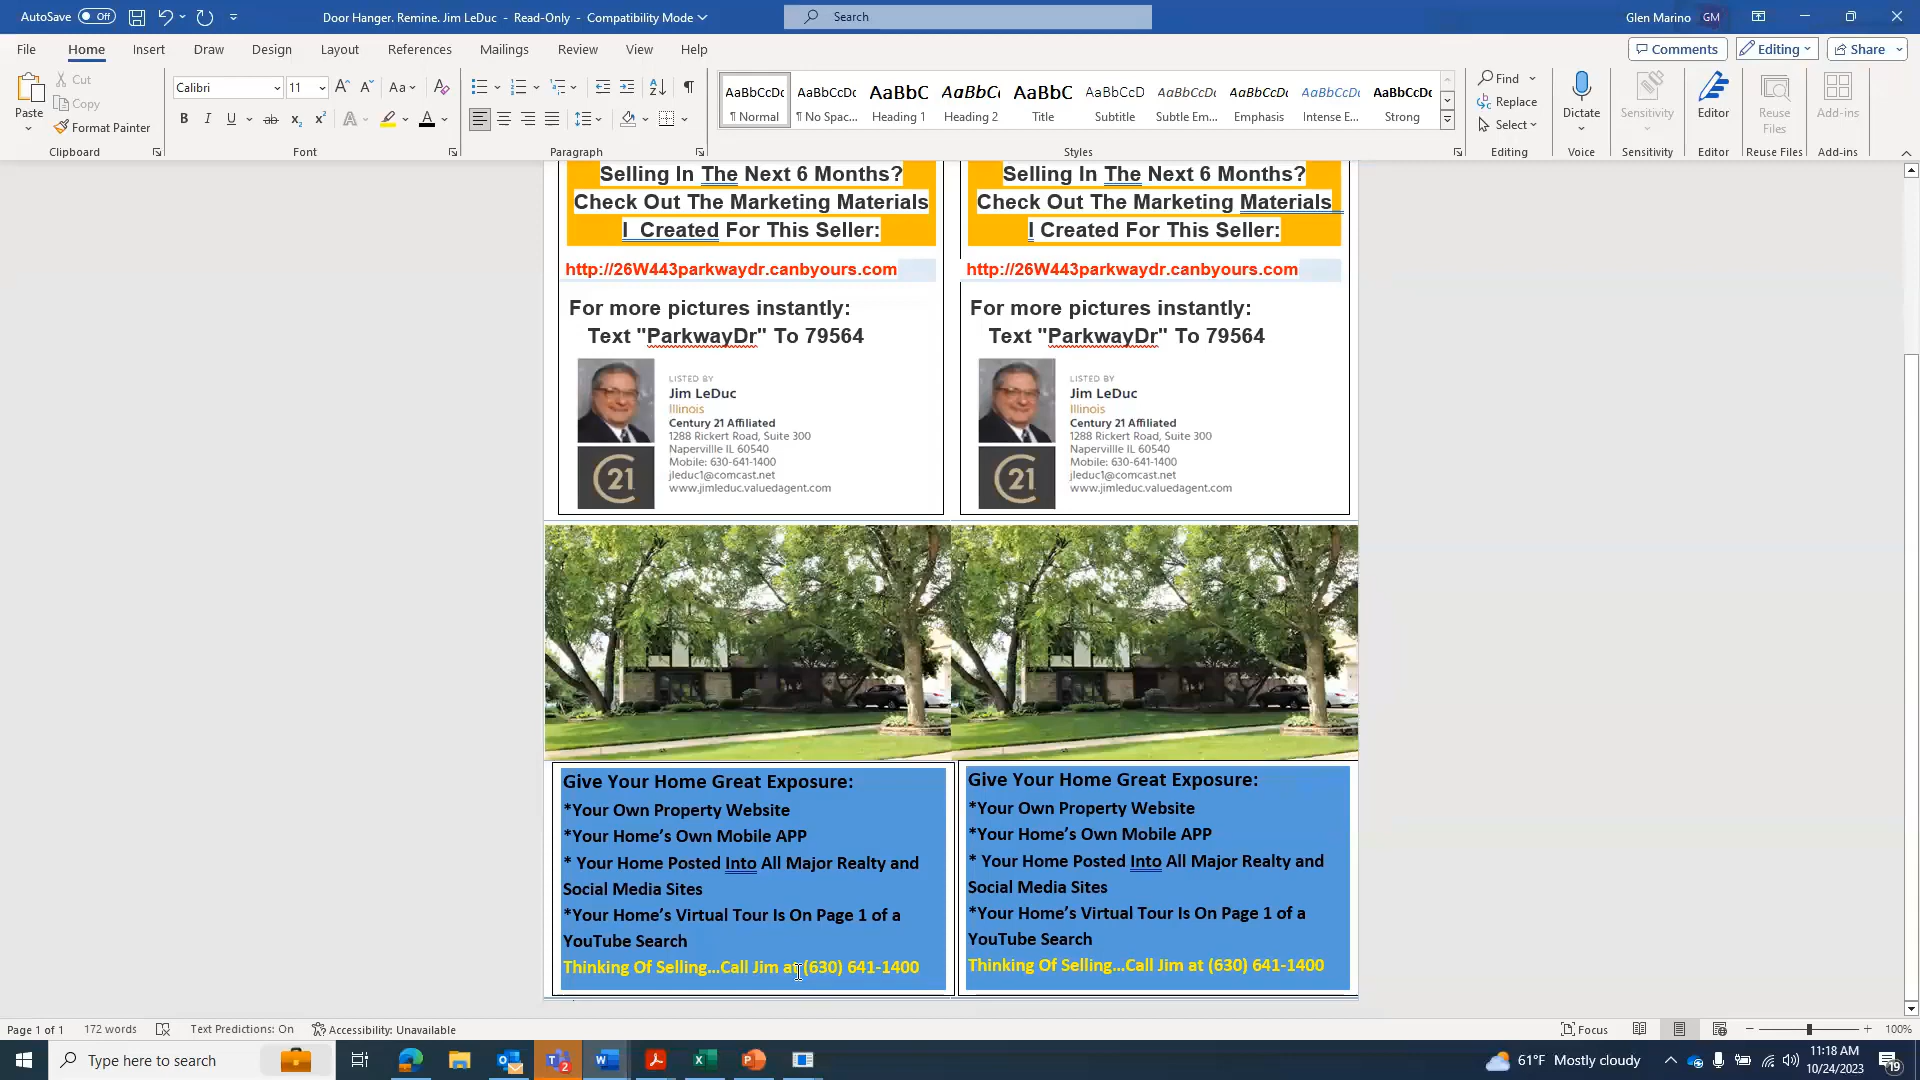 AutoSave Off Door Hanger. Remine. Jim LeDuc - Read-Only - Compatibility Mode Search Glen Marino GM
File Home Insert Draw Design Layout References Mailings Review View Help Comments Editing Share
Paste Cut Copy Format Painter
Calibri 11 Aa
AaBbCcDc AaBbCcDc AaBbC AaBbC AaBbC AaBbCcD AaBbCcDc AaBbCcDc AaBbCcDc AaBbCcDc
¶ Normal ¶ No Spac... Heading 1 Heading 2 Title Subtitle Subtle Em... Emphasis Intense E... Strong
Find Replace Select Dictate Sensitivity Editor Reuse Files Add-ins
Clipboard Font Paragraph Styles Editing Voice Sensitivity Editor Reuse Files Add-ins
Selling In The Next 6 Months?
Check Out The Marketing Materials
I Created For This Seller:
http://26W443parkwaydr.canbyours.com
For more pictures instantly:
Text "ParkwayDr" To 79564
LISTED BY
Jim LeDuc
Illinois
Century 21 Affiliated
1288 Rickert Road, Suite 300
Napervillle IL 60540
Mobile: 630-641-1400
jleduc1@comcast.net
www.jimleduc.valuedagent.com
C21
Selling In The Next 6 Months?
Check Out The Marketing Materials
I Created For This Seller:
http://26W443parkwaydr.canbyours.com
For more pictures instantly:
Text "ParkwayDr" To 79564
LISTED BY
Jim LeDuc
Illinois
Century 21 Affiliated
1288 Rickert Road, Suite 300
Napervillle IL 60540
Mobile: 630-641-1400
jleduc1@comcast.net
www.jimleduc.valuedagent.com
C21
Give Your Home Great Exposure:
*Your Own Property Website
*Your Home's Own Mobile APP
* Your Home Posted Into All Major Realty and
Social Media Sites
*Your Home's Virtual Tour Is On Page 1 of a
YouTube Search
Thinking Of Selling...Call Jim at (630) 641-1400
Give Your Home Great Exposure:
*Your Own Property Website
*Your Home's Own Mobile APP
* Your Home Posted Into All Major Realty and
Social Media Sites
*Your Home's Virtual Tour Is On Page 1 of a
YouTube Search
Thinking Of Selling...Call Jim at (630) 641-1400
Page 1 of 1 172 words Text Predictions: On Accessibility: Unavailable Focus 100%
Type here to search 2 61°F Mostly cloudy 11:18 AM
10/24/2023 19